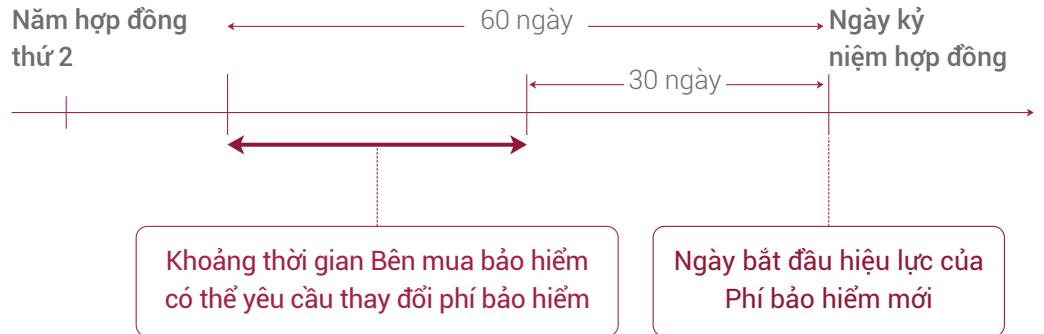 Năm hợp đồng
thứ 2
60 ngày
Ngày kỷ
niệm hợp đồng
30 ngày
Khoảng thời gian Bên mua bảo hiểm
có thể yêu cầu thay đổi phí bảo hiểm
Ngày bắt đầu hiệu lực của
Phí bảo hiểm mới